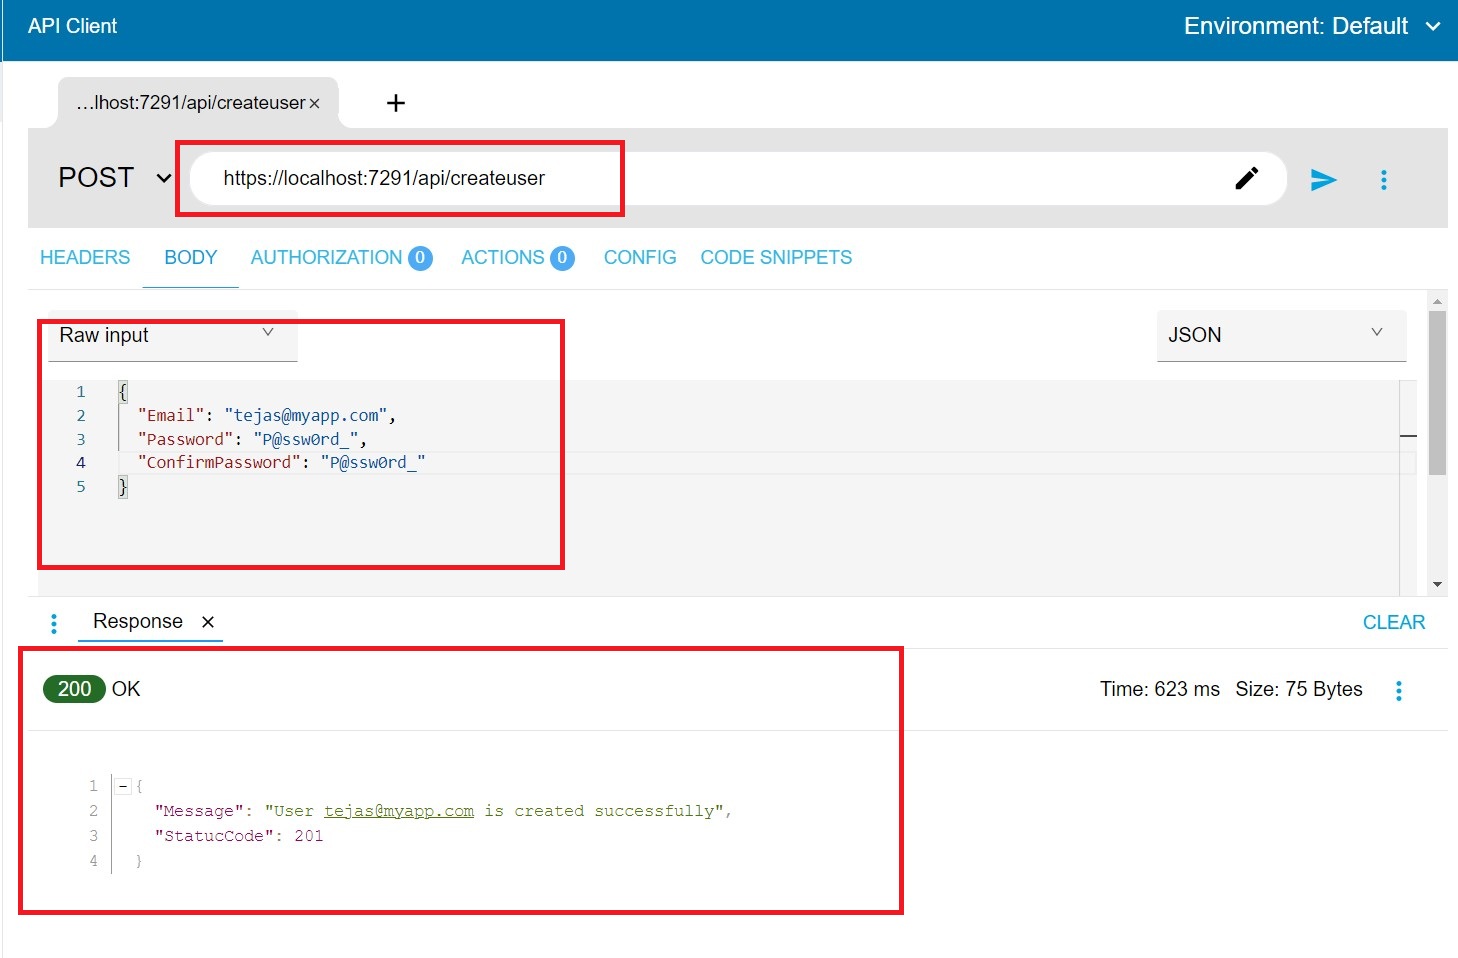 API Client
Environment: Default
...lhost:7291/api/createuser ×
+
POST
https://localhost:7291/api/createuser
HEADERS BODY AUTHORIZATION 0 ACTIONS 0 CONFIG CODE SNIPPETS
Raw input
JSON
1 {
2 "Email": "tejas@myapp.com",
3 "Password": "P@ssw0rd_",
4 "ConfirmPassword": "P@ssw0rd_"
5 }
Response ×
CLEAR
200 OK
Time: 623 ms Size: 75 Bytes
1 {
2 "Message": "User tejas@myapp.com is created successfully",
3 "StatucCode": 201
4 }